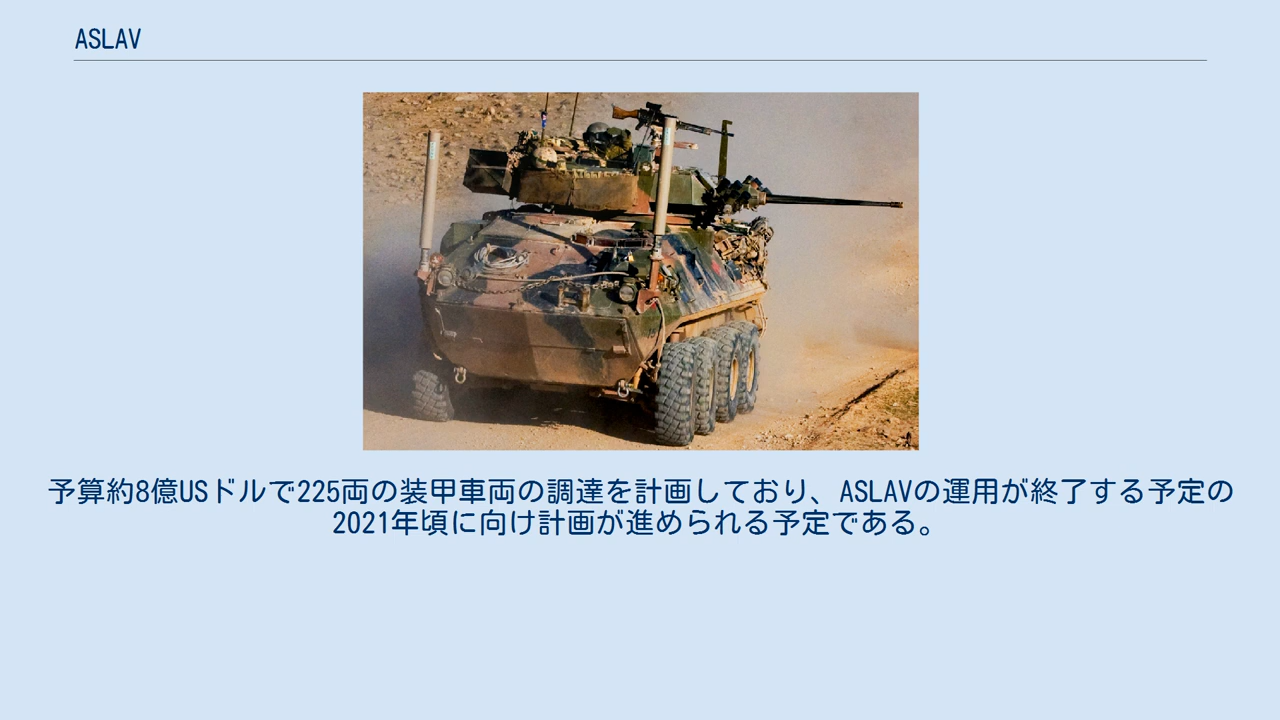 ASLAV
予算約8億USドルで225両の装甲車両の調達を計画しており、ASLAVの運用が終了する予定の
2021年頃に向け計画が進められる予定である。